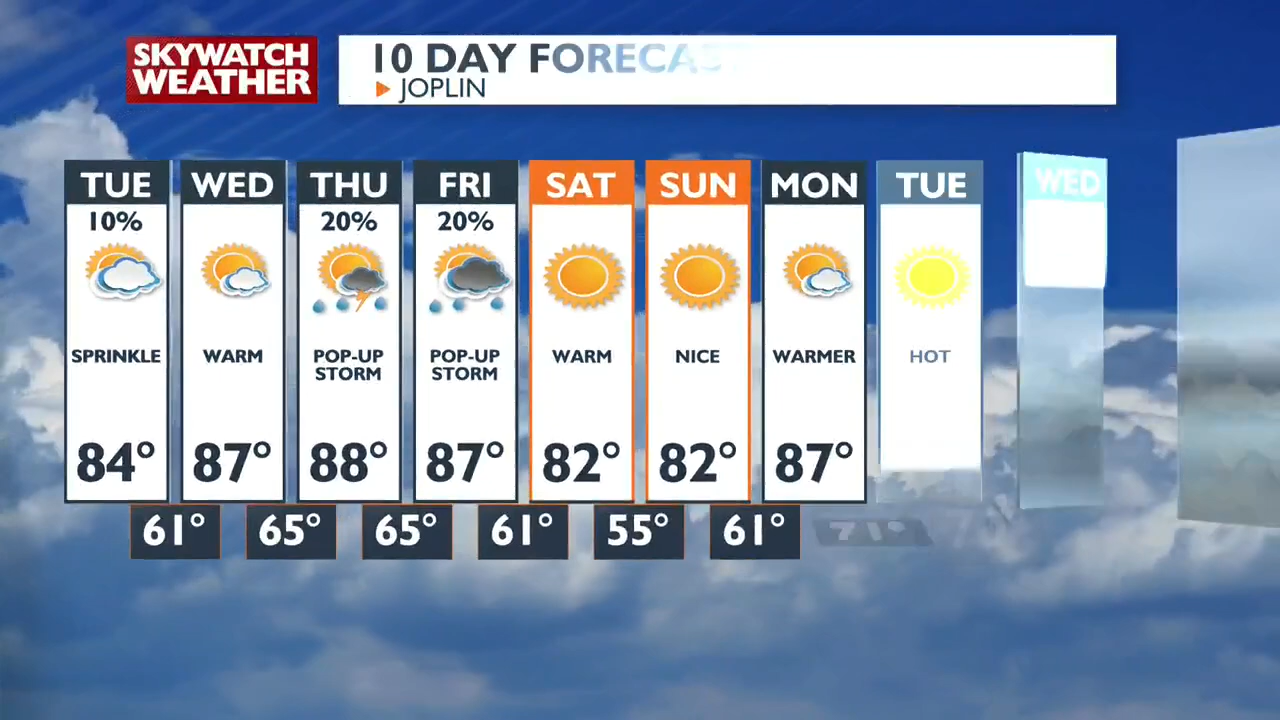 SKYWATCH
WEATHER
10 DAY FORECAS
JOPLIN
TUE WED THU FRI SAT SUN MON TUE WED
10% 20% 20%
SPRINKLE WARM POP-UP STORM POP-UP STORM WARM NICE WARMER HOT
84° 87° 88° 87° 82° 82° 87°
61° 65° 65° 61° 55° 61° 71°